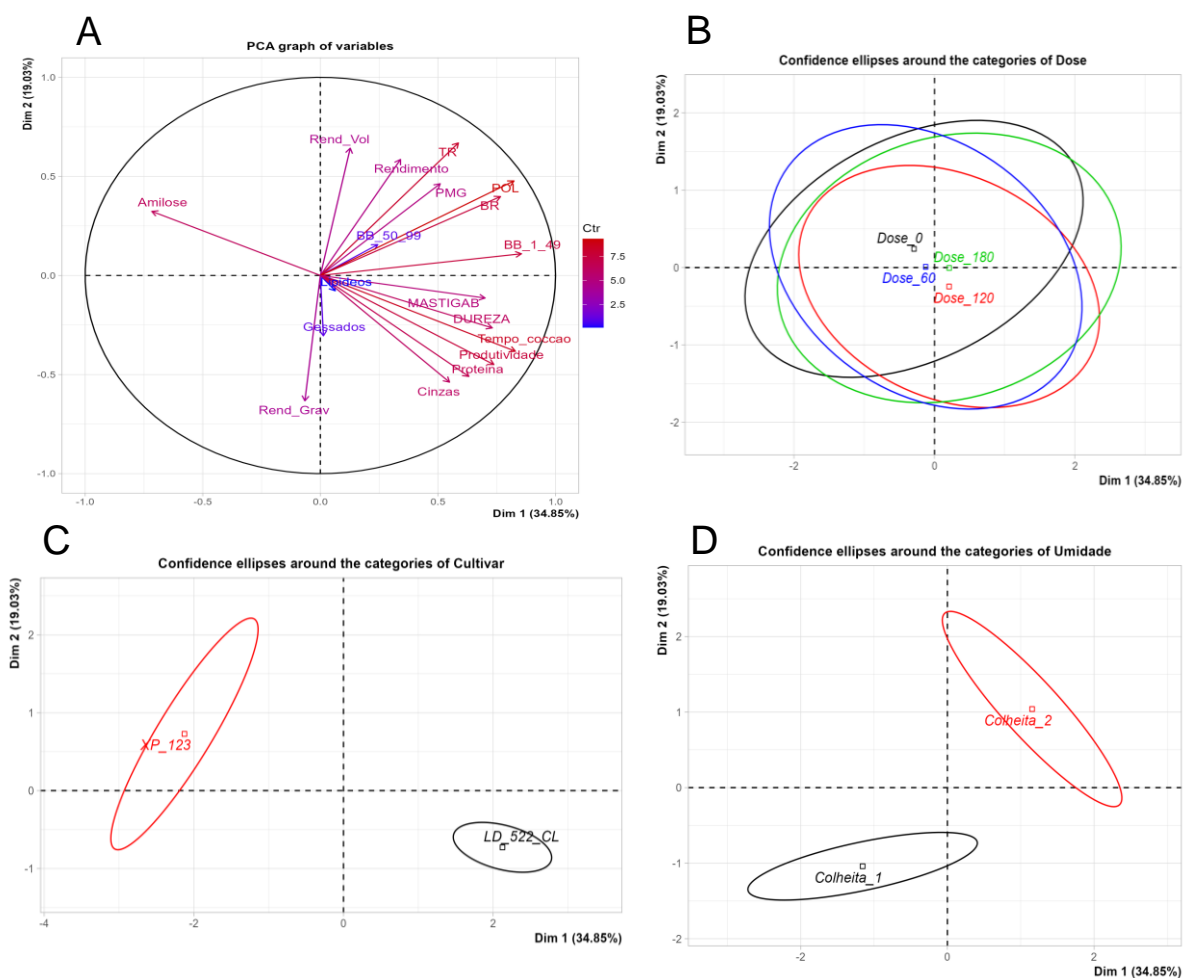 A
PCA graph of variables
Dim 2 (19.03%)
1.0
0.5
0.0
-0.5
-1.0
Rend_Vol
TR
Rendimento
PMG
POL
BR
Amilose
BB_50_99
BB_1_49
Lipideos
MASTIGAB
DUREZA
Gessados
Tempo_coccao
Produtividade
Proteina
Cinzas
Rend_Grav
-1.0 -0.5 0.0 0.5 1.0
Dim 1 (34.85%)
Ctr
7.5
5.0
2.5
B
Confidence ellipses around the categories of Dose
Dim 2 (19.03%)
2
1
0
-1
-2
Dose_0
Dose_180
Dose_60
Dose_120
-2 0 2
Dim 1 (34.85%)
C
Confidence ellipses around the categories of Cultivar
Dim 2 (19.03%)
2
1
0
-1
XP_123
LD_522_CL
-4 -2 0 2
Dim 1 (34.85%)
D
Confidence ellipses around the categories of Umidade
Dim 2 (19.03%)
2
1
0
-1
-2
Colheita_2
Colheita_1
-2 0 2
Dim 1 (34.85%)